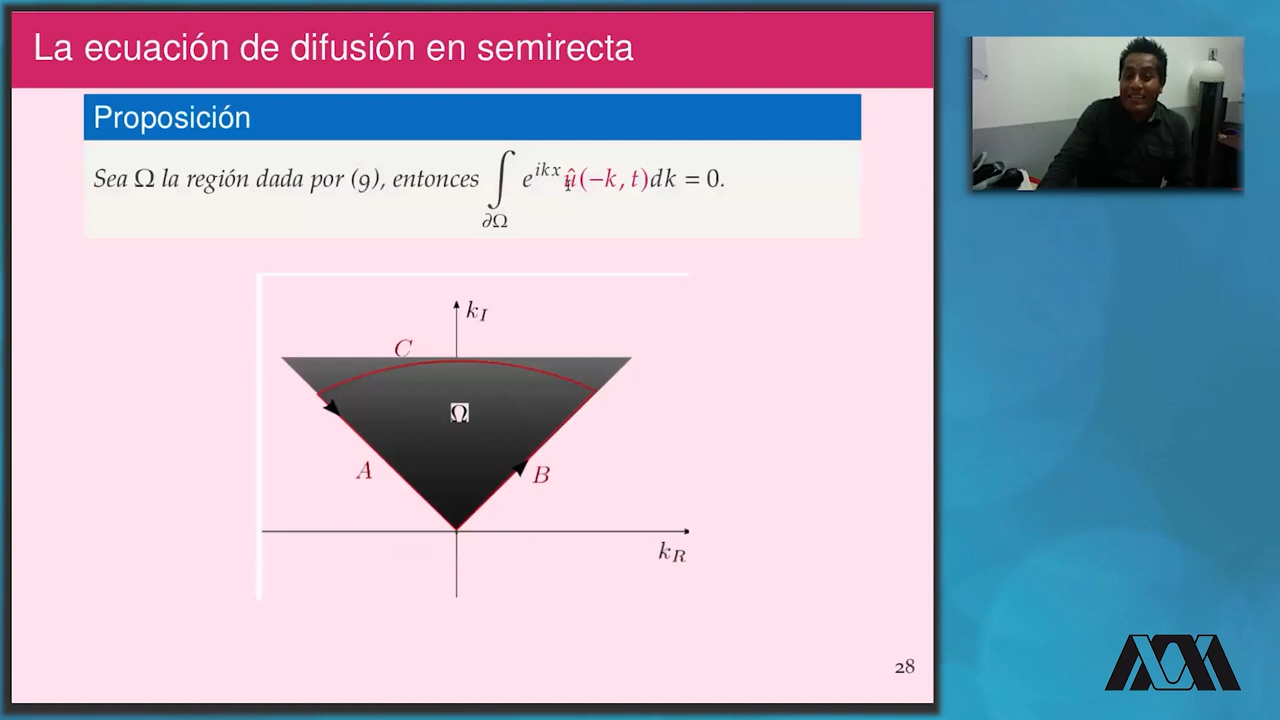 La ecuación de difusión en semirecta
Proposición
Sea Ω la región dada por (9), entonces ∫_{∂Ω} e^{ikx} û(−k, t)dk = 0.
k_I
C
Ω
A
B
k_R
28